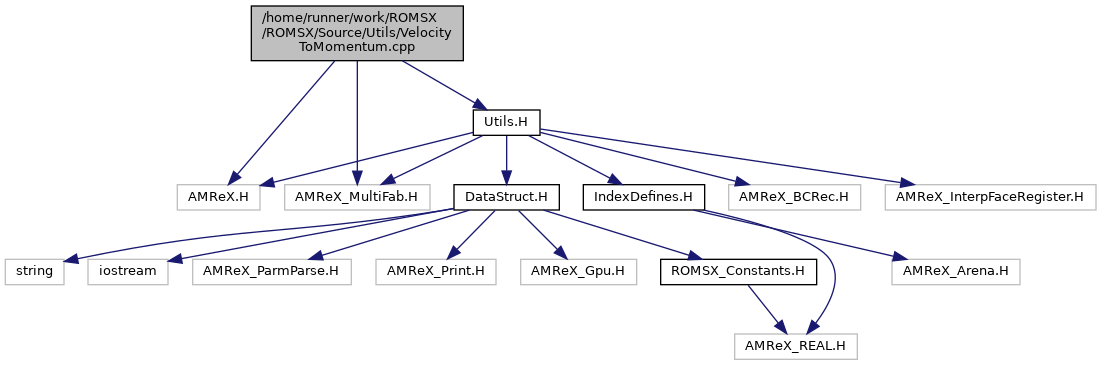 /home/runner/work/ROMSX
/ROMSX/Source/Utils/Velocity
ToMomentum.cpp
Utils.H
AMReX.H
AMReX_MultiFab.H
DataStruct.H
IndexDefines.H
AMReX_BCRec.H
AMReX_InterpFaceRegister.H
string
iostream
AMReX_ParmParse.H
AMReX_Print.H
AMReX_Gpu.H
ROMSX_Constants.H
AMReX_Arena.H
AMReX_REAL.H